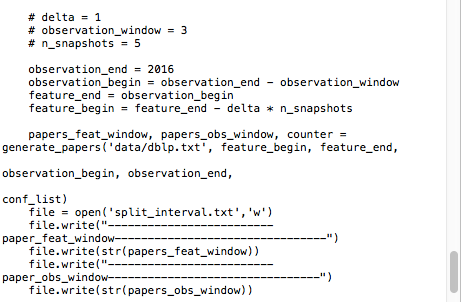 # delta = 1
# observation_window = 3
# n_snapshots = 5
observation_end = 2016
observation_begin = observation_end - observation_window
feature_end = observation_begin
feature_begin = feature_end - delta * n_snapshots
papers_feat_window, papers_obs_window, counter =
generate_papers('data/dblp.txt', feature_begin, feature_end,
observation_begin, observation_end,
conf_list)
file = open('split_interval.txt','w')
file.write("-------------------------
paper_feat_window--------------------------------")
file.write(str(papers_feat_window))
file.write("-------------------------
paper_obs_window--------------------------------")
file.write(str(papers_obs_window))